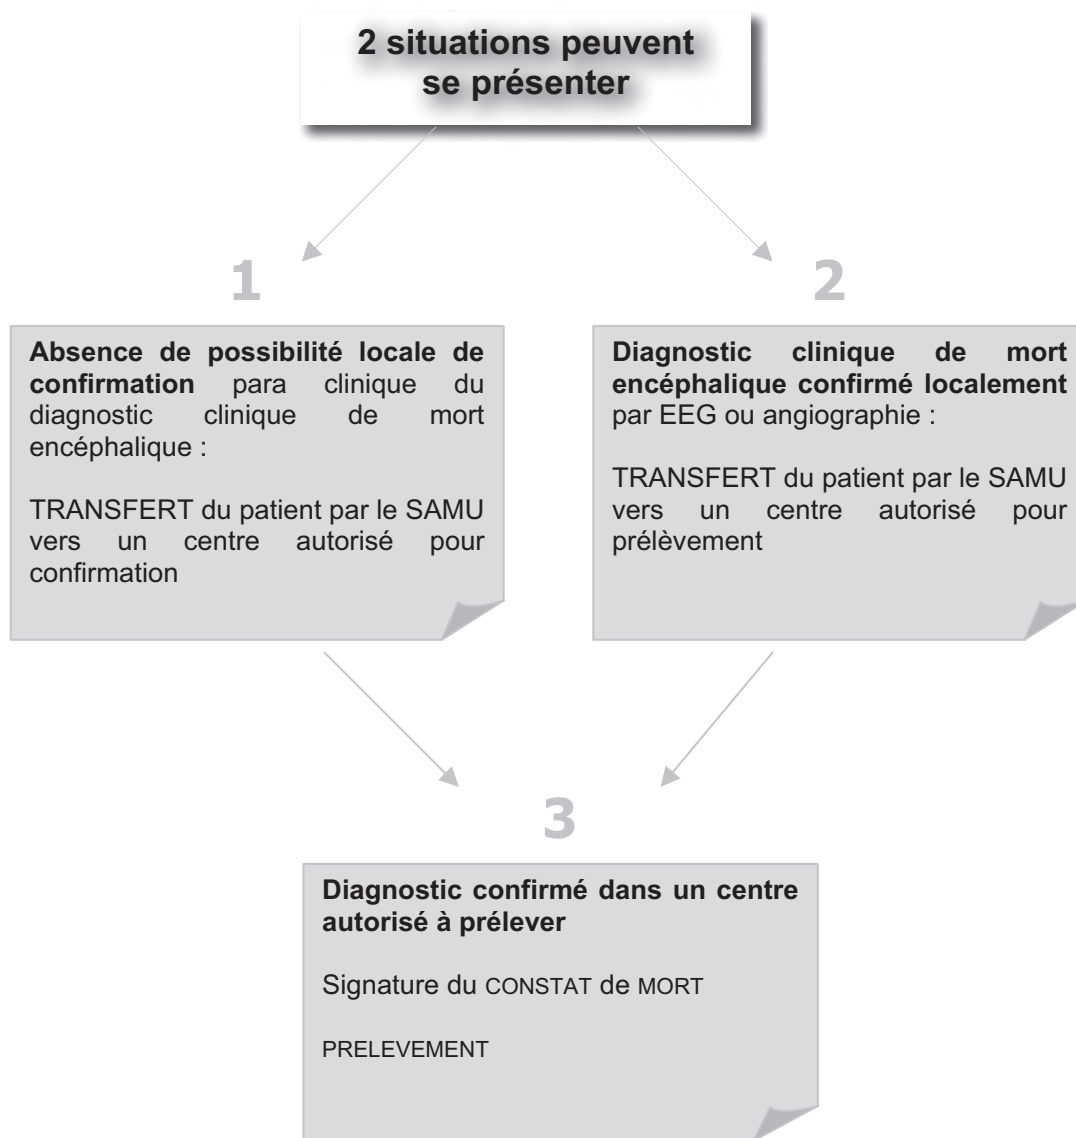 2 situations peuvent
se présenter
1
Absence de possibilité locale de
confirmation para clinique du
diagnostic clinique de mort
encéphalique :
TRANSFERT du patient par le SAMU
vers un centre autorisé pour
confirmation
2
Diagnostic clinique de mort
encéphalique confirmé localement
par EEG ou angiographie :
TRANSFERT du patient par le SAMU
vers un centre autorisé pour
prélèvement
3
Diagnostic confirmé dans un centre
autorisé à prélever
Signature du CONSTAT de MORT
PRELEVEMENT